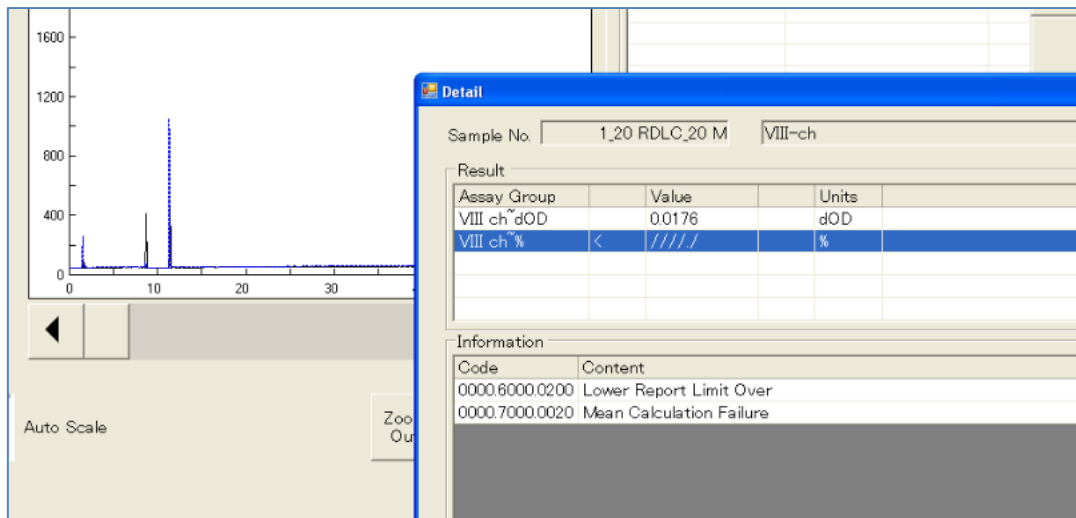 1600
1200
800
400
0
0 10 20 30
Auto Scale
Detail
Sample No. 1_20 RDLC_20 M VIII-ch
Result
Assay Group Value Units
VIII ch~dOD 0.0176 dOD
VIII ch~% < ////./ %
Information
Code Content
0000.6000.0200 Lower Report Limit Over
0000.7000.0020 Mean Calculation Failure